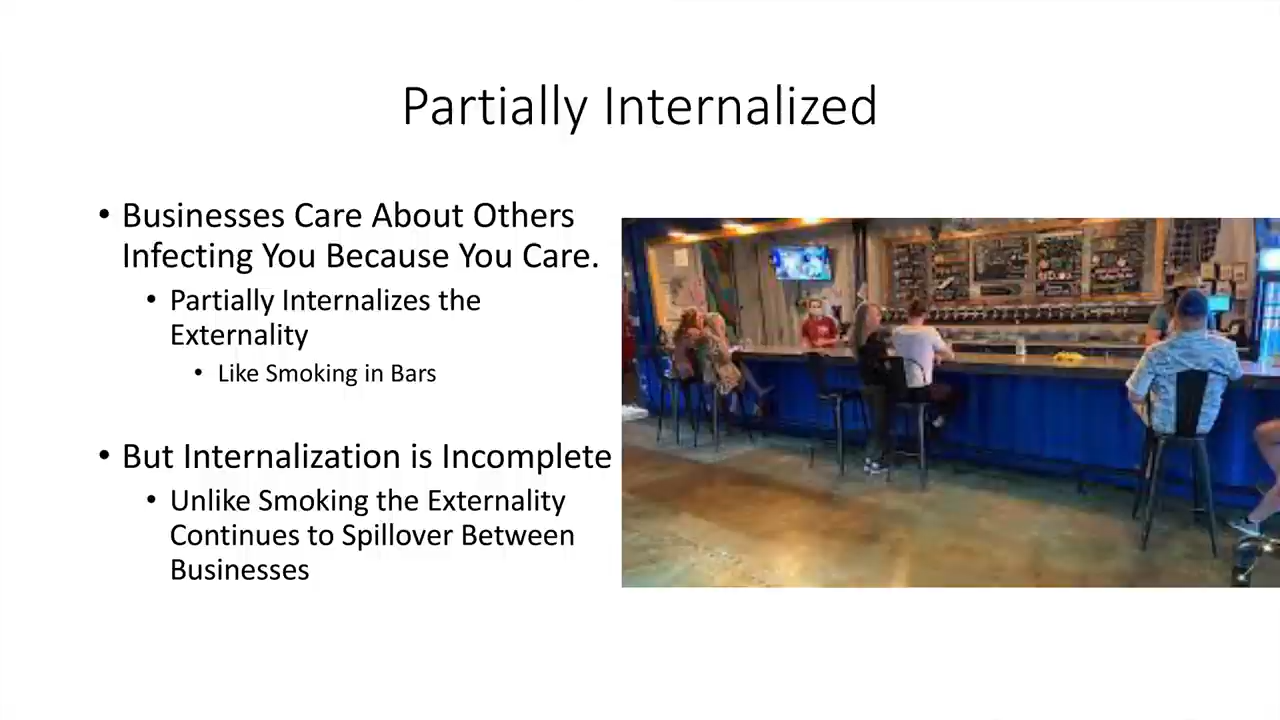 Partially Internalized
• Businesses Care About Others
Infecting You Because You Care.
• Partially Internalizes the
Externality
• Like Smoking in Bars
• But Internalization is Incomplete
• Unlike Smoking the Externality
Continues to Spillover Between
Businesses